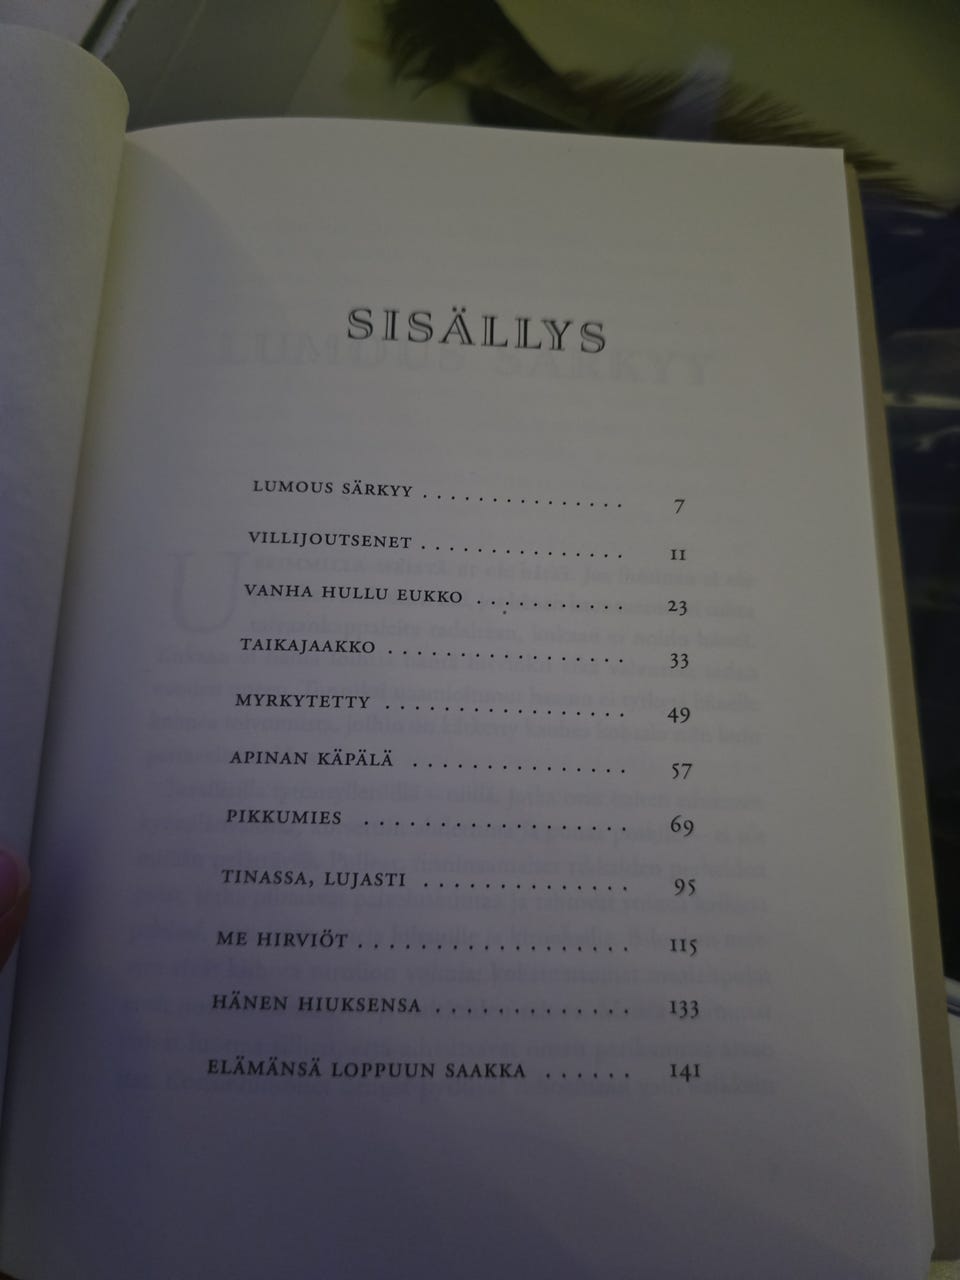 SISÄLLYS
LUMOUS SÄRKYY . . . . . . . . . . . . . . . 7
VILLIJOUTSENET . . . . . . . . . . . . . . . 11
VANHA HULLU EUKKO . . . . . . . . . . . 23
TAIKAJAAKKO . . . . . . . . . . . . . . . . . 33
MYRKYTETTY . . . . . . . . . . . . . . . . . 49
APINAN KÄPÄLÄ . . . . . . . . . . . . . . . 57
PIKKUMIES . . . . . . . . . . . . . . . . . . . 69
TINASSA, LUJASTI . . . . . . . . . . . . . . 95
ME HIRVIÖT . . . . . . . . . . . . . . . . . . 115
HÄNEN HIUKSENSA . . . . . . . . . . . . . 133
ELÄMÄNSÄ LOPPUUN SAAKKA . . . . . . 141